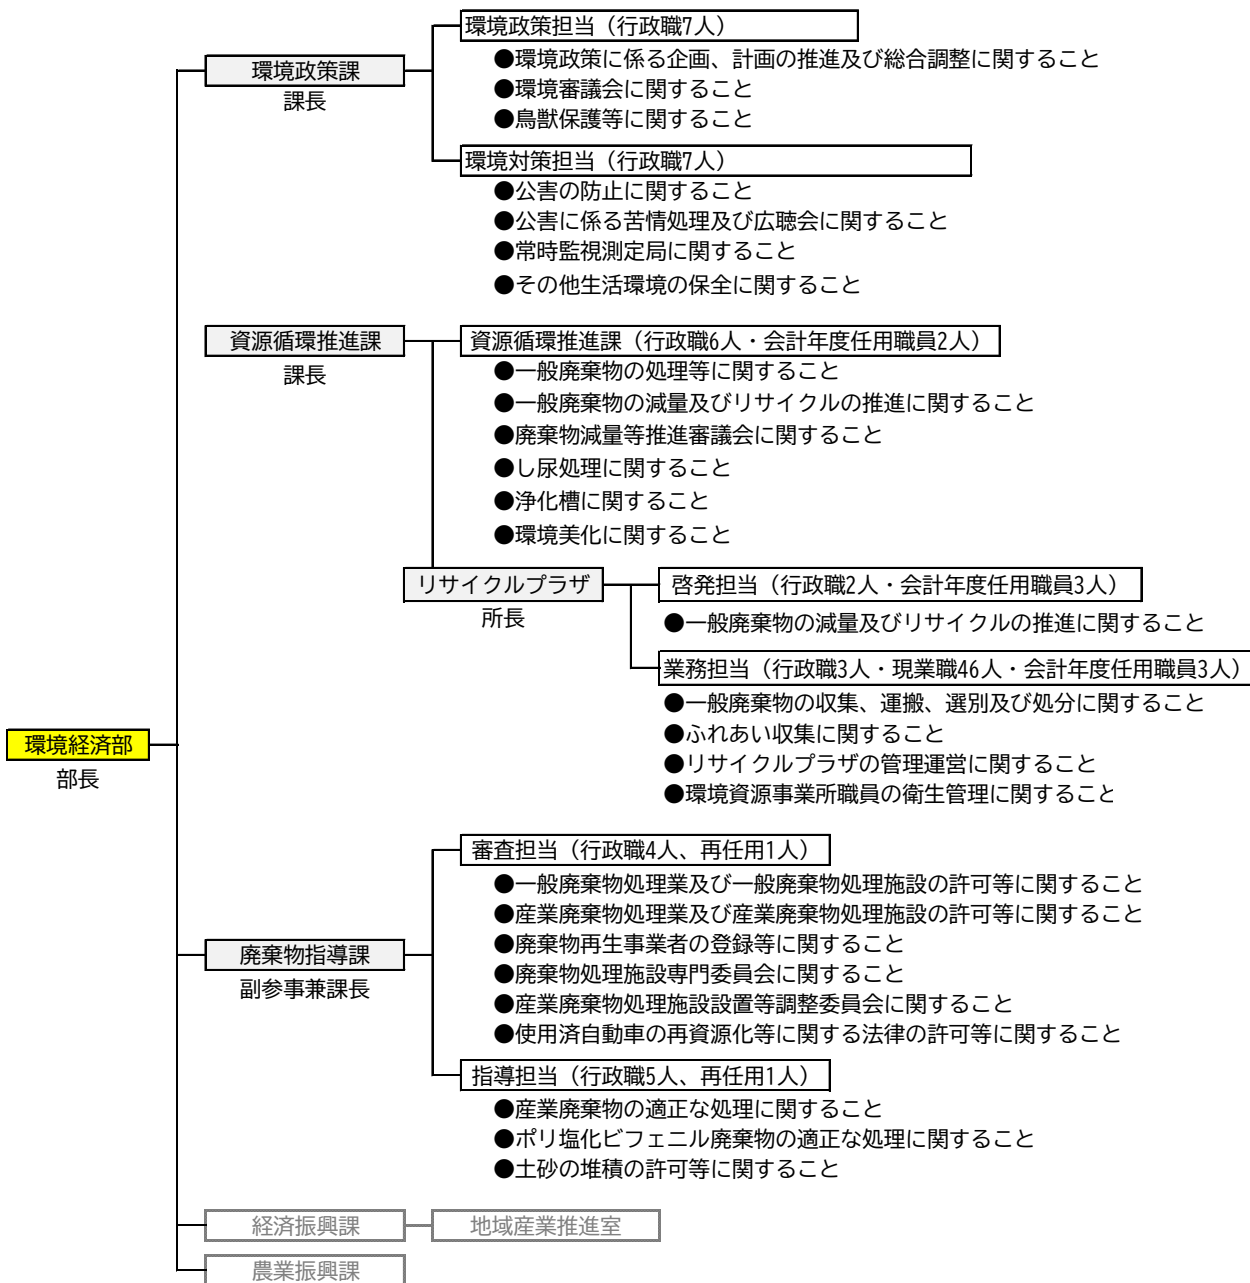 環境政策担当（行政職7人）
●環境政策に係る企画、計画の推進及び総合調整に関すること
環境政策課
課長
●環境審議会に関すること
●鳥獣保護等に関すること
環境対策担当（行政職7人）
●公害の防止に関すること
●公害に係る苦情処理及び広聴会に関すること
●常時監視測定局に関すること
●その他生活環境の保全に関すること
資源循環推進課
課長
資源循環推進課（行政職6人・会計年度任用職員2人）
●一般廃棄物の処理等に関すること
●一般廃棄物の減量及びリサイクルの推進に関すること
●廃棄物減量等推進審議会に関すること
●し尿処理に関すること
●浄化槽に関すること
●環境美化に関すること
リサイクルプラザ
所長
啓発担当（行政職2人・会計年度任用職員3人）
●一般廃棄物の減量及びリサイクルの推進に関すること
業務担当（行政職3人・現業職46人・会計年度任用職員3人）
●一般廃棄物の収集、運搬、選別及び処分に関すること
●ふれあい収集に関すること
●リサイクルプラザの管理運営に関すること
●環境資源事業所職員の衛生管理に関すること
環境経済部
部長
審査担当（行政職4人、再任用1人）
●一般廃棄物処理業及び一般廃棄物処理施設の許可等に関すること
●産業廃棄物処理業及び産業廃棄物処理施設の許可等に関すること
●廃棄物再生事業者の登録等に関すること
●廃棄物処理施設専門委員会に関すること
●産業廃棄物処理施設設置等調整委員会に関すること
●使用済自動車の再資源化等に関する法律の許可等に関すること
廃棄物指導課
副参事兼課長
指導担当（行政職5人、再任用1人）
●産業廃棄物の適正な処理に関すること
●ポリ塩化ビフェニル廃棄物の適正な処理に関すること
●土砂の堆積の許可等に関すること
経済振興課
地域産業推進室
農業振興課